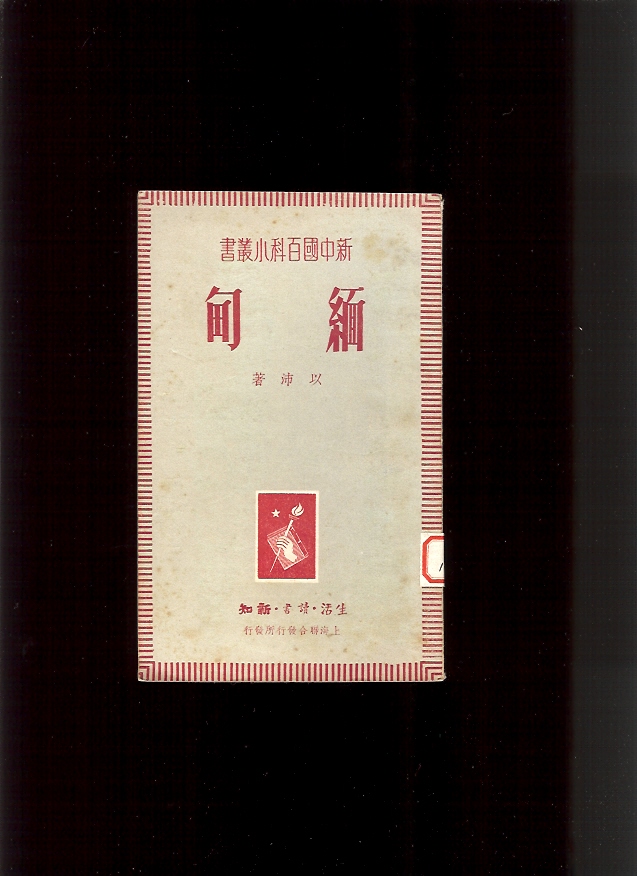 新中國百科小叢書
緬甸
以沛著
生活·讀書·新知
上海聯合發行所發行